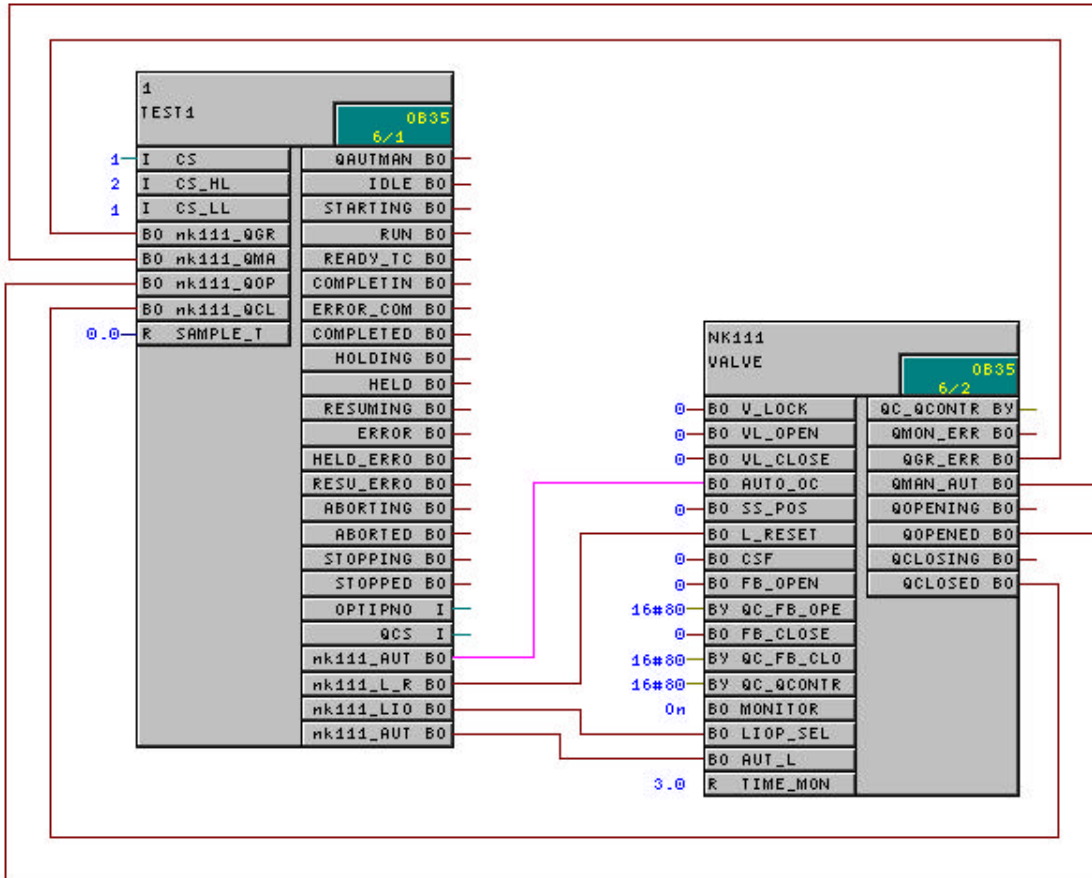 1
TEST1
OB35
6/1
1 I CS QAUTMAN BO
2 I CS_HL IDLE BO
1 I CS_LL STARTING BO
BO nk111_QGR RUN BO
BO nk111_QMA READY_TC BO
BO nk111_QOP COMPLETIN BO
BO nk111_QCL ERROR_COM BO
0.0 R SAMPLE_T COMPLETED BO
HOLDING BO
HELD BO
RESUMING BO
ERROR BO
HELD_ERRO BO
RESU_ERRO BO
ABORTING BO
ABORTED BO
STOPPING BO
STOPPED BO
OPTIPNO I
QCS I
nk111_AUT BO
nk111_L_R BO
nk111_LIO BO
nk111_AUT BO
NK111
VALVE
OB35
6/2
0 BO V_LOCK QC_QCONTR BY
0 BO VL_OPEN QMON_ERR BO
0 BO VL_CLOSE QGR_ERR BO
BO AUTO_OC QMAN_AUT BO
0 BO SS_POS QOPENING BO
BO L_RESET QOPENED BO
0 BO CSF QCLOSING BO
0 BO FB_OPEN QCLOSED BO
16#80 BY QC_FB_OPE
0 BO FB_CLOSE
16#80 BY QC_FB_CLO
16#80 BY QC_QCONTR
On BO MONITOR
BO LIOP_SEL
BO AUT_L
3.0 R TIME_MON